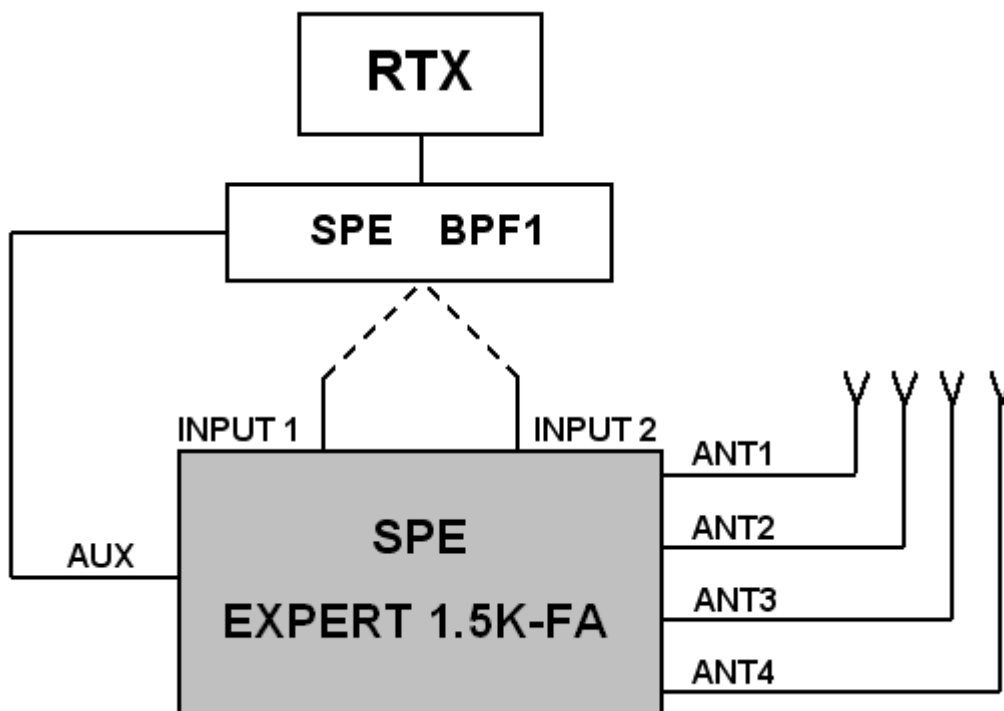 RTX
SPE BPF1
INPUT 1
INPUT 2
ANT1
SPE
ANT2
AUX
EXPERT 1.5K-FA
ANT3
ANT4